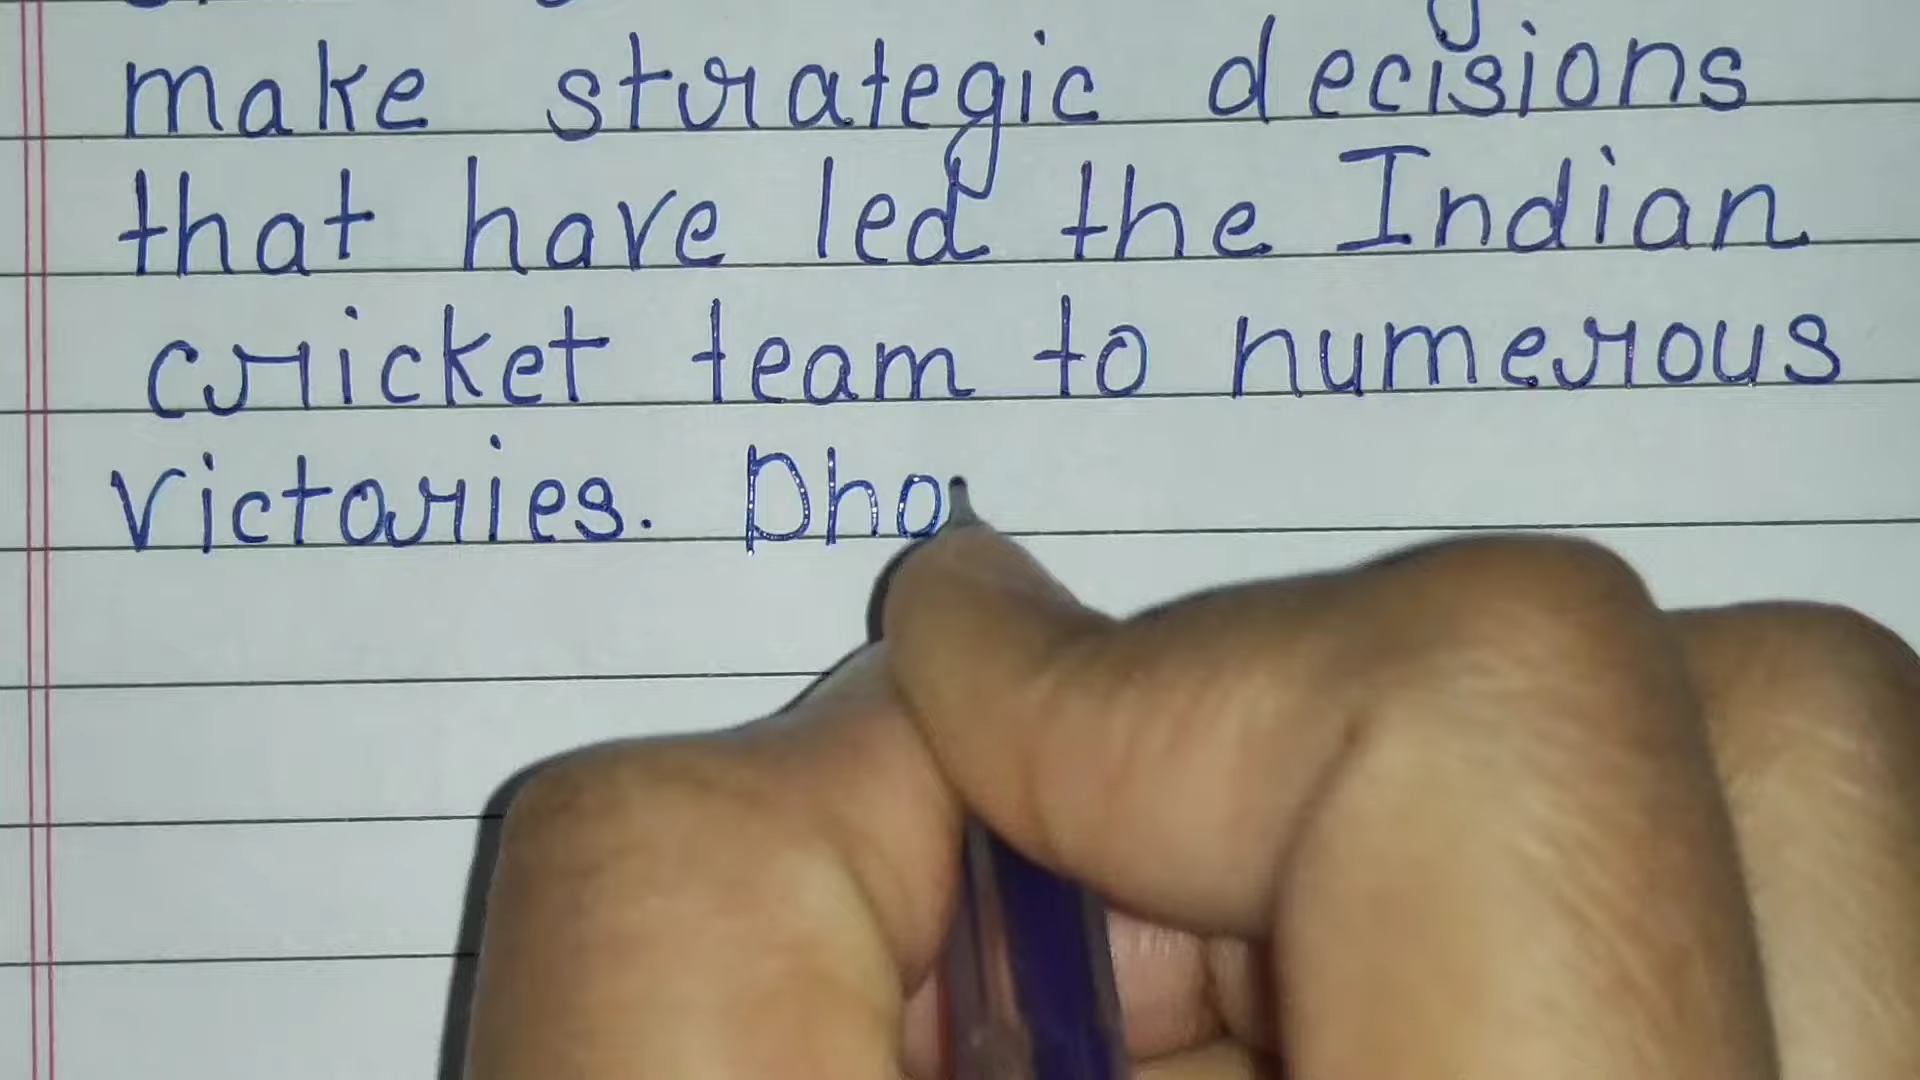 make strategic decisions
that have led the Indian
cricket team to numerous
victories. Dho